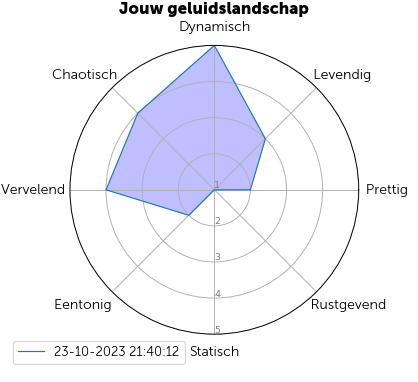 Jouw geluidslandschap
Dynamisch
Chaotisch
Levendig
Vervelend
1
Prettig
2
3
4
Eentonig
Rustgevend
5
23-10-2023 21:40:12
Statisch